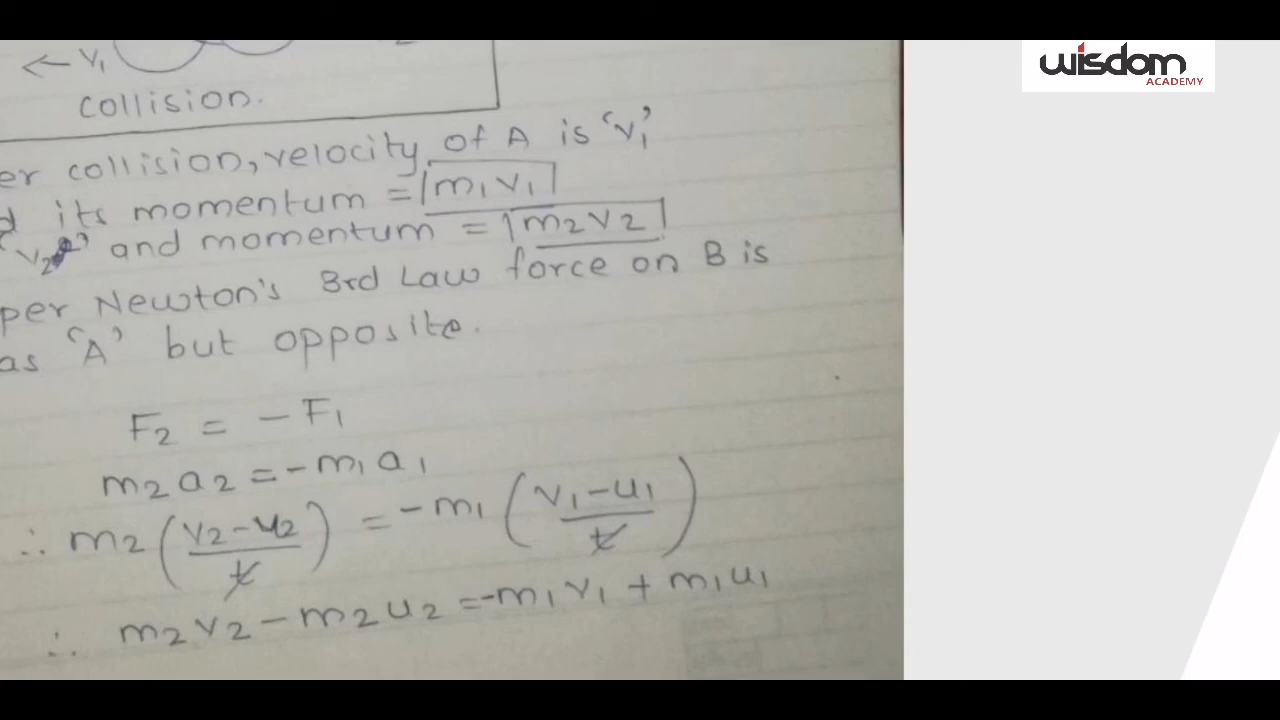 wisdom
ACADEMY
← V₁
collision.
er collision, velocity of A is 'v₁'
d its momentum = |m₁v₁|
'v₂' and momentum = |m₂v₂|
per Newton's 3rd Law force on B is
as 'A' but opposite.
F₂ = -F₁
m₂a₂ = -m₁a₁
∴ m₂ (v₂-u₂/t) = -m₁ (v₁-u₁/t)
∴ m₂v₂ - m₂u₂ = -m₁v₁ + m₁u₁